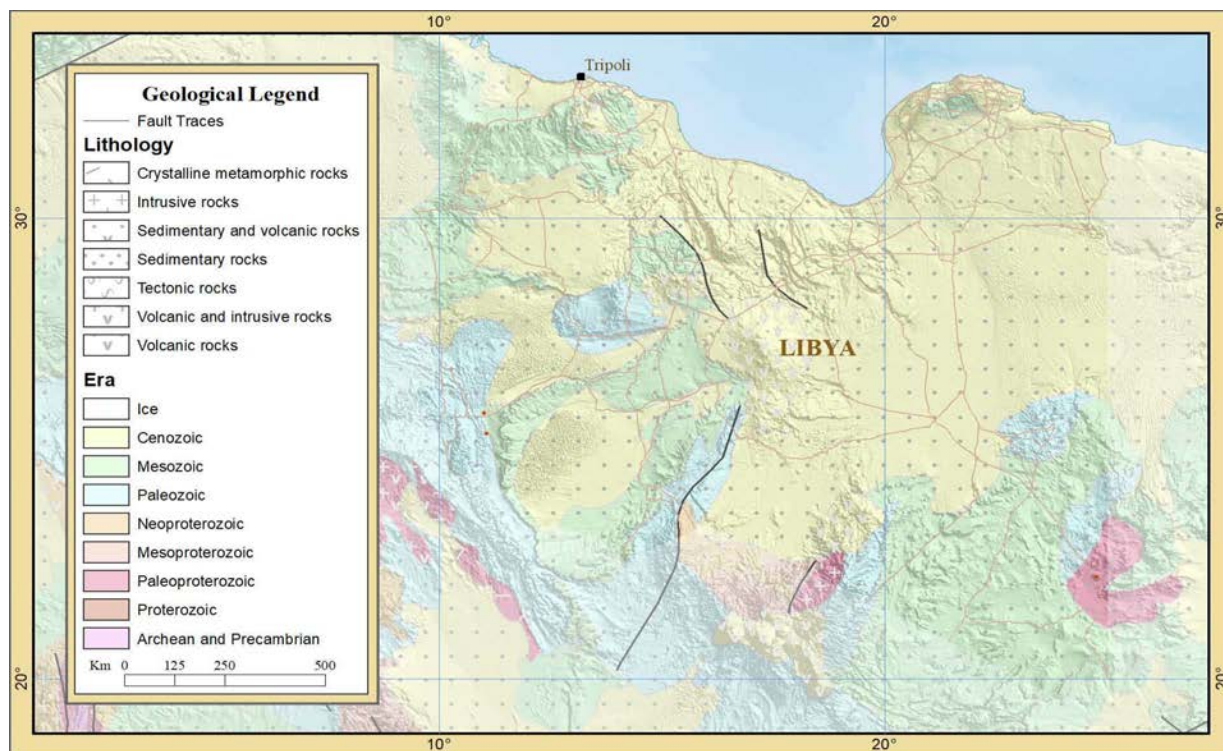 10°
20°
Tripoli
Geological Legend
Fault Traces
Lithology
Crystalline metamorphic rocks
Intrusive rocks
Sedimentary and volcanic rocks
Sedimentary rocks
Tectonic rocks
Volcanic and intrusive rocks
Volcanic rocks
Era
Ice
Cenozoic
Mesozoic
Paleozoic
Neoproterozoic
Mesoproterozoic
Paleoproterozoic
Proterozoic
Archean and Precambrian
Km 0 125 250 500
30°
30°
LIBYA
20°
20°
10°
20°